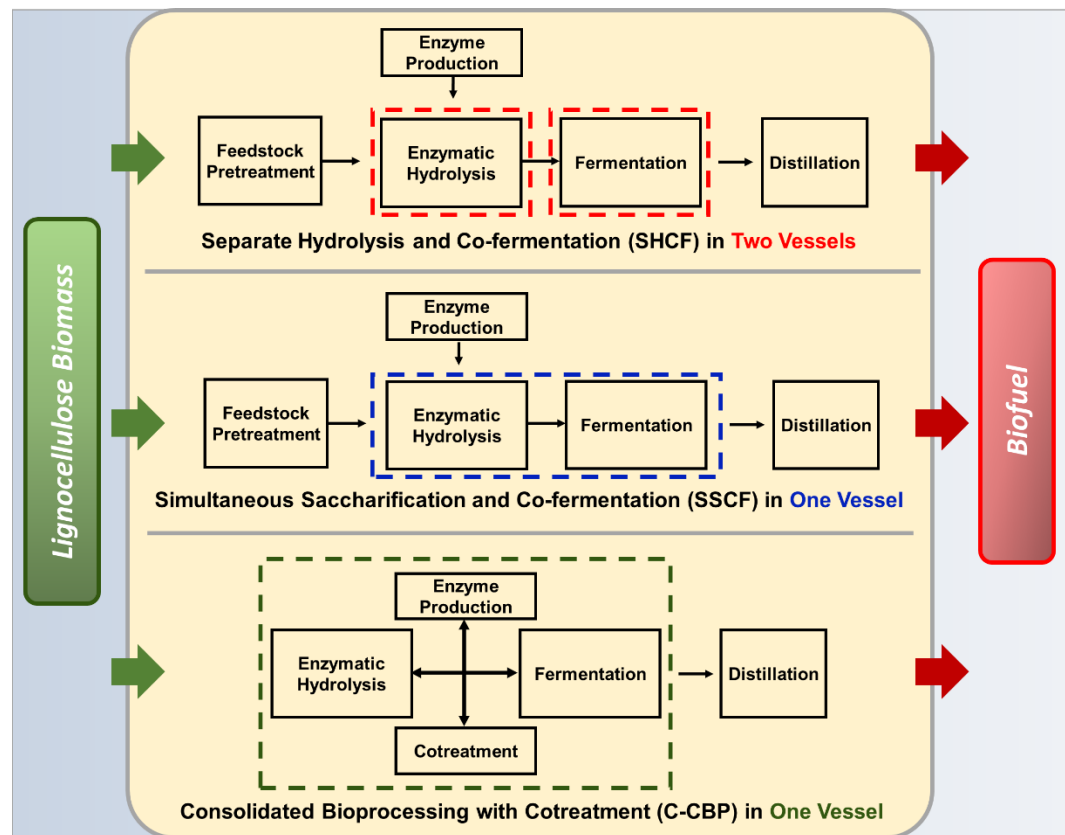 Lignocellulose Biomass
Enzyme
Production
Feedstock
Pretreatment
Enzymatic
Hydrolysis
Fermentation
Distillation
Separate Hydrolysis and Co-fermentation (SHCF) in Two Vessels
Enzyme
Production
Feedstock
Pretreatment
Enzymatic
Hydrolysis
Fermentation
Distillation
Simultaneous Saccharification and Co-fermentation (SSCF) in One Vessel
Enzyme
Production
Enzymatic
Hydrolysis
Fermentation
Distillation
Cotreatment
Consolidated Bioprocessing with Cotreatment (C-CBP) in One Vessel
Biofuel